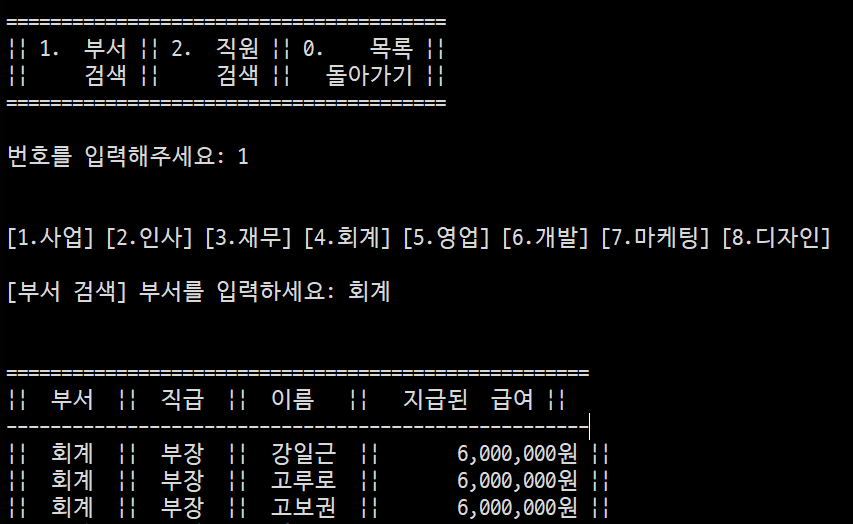 ========================================
|| 1.  부서 || 2.  직원 || 0.    목록 ||
||     검색 ||     검색 ||   돌아가기 ||
========================================
번호를 입력해주세요: 1
[1.사업] [2.인사] [3.재무] [4.회계] [5.영업] [6.개발] [7.마케팅] [8.디자인]
[부서 검색] 부서를 입력하세요: 회계
=====================================================
||  부서  ||  직급  ||  이름   ||   지급된  급여 ||
-----------------------------------------------------
||  회계  ||  부장  ||  강일근  ||       6,000,000원 ||
||  회계  ||  부장  ||  고루로  ||       6,000,000원 ||
||  회계  ||  부장  ||  고보권  ||       6,000,000원 ||